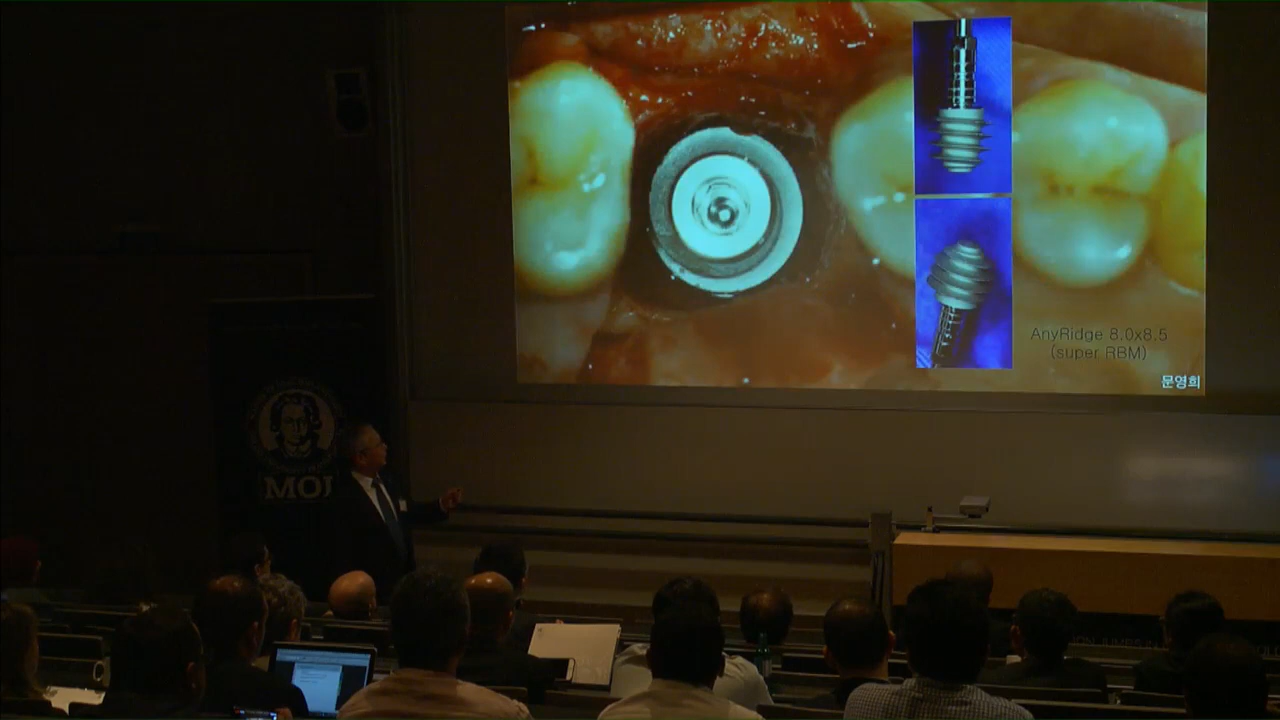 AnyRidge 8.0x8.5
(super RBM)
문영희
MOJ